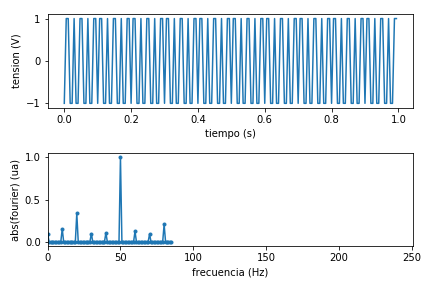 1
0
−1
tension (V)
0.0 0.2 0.4 0.6 0.8 1.0
tiempo (s)
1.0
0.5
0.0
abs(fourier) (ua)
0 50 100 150 200 250
frecuencia (Hz)